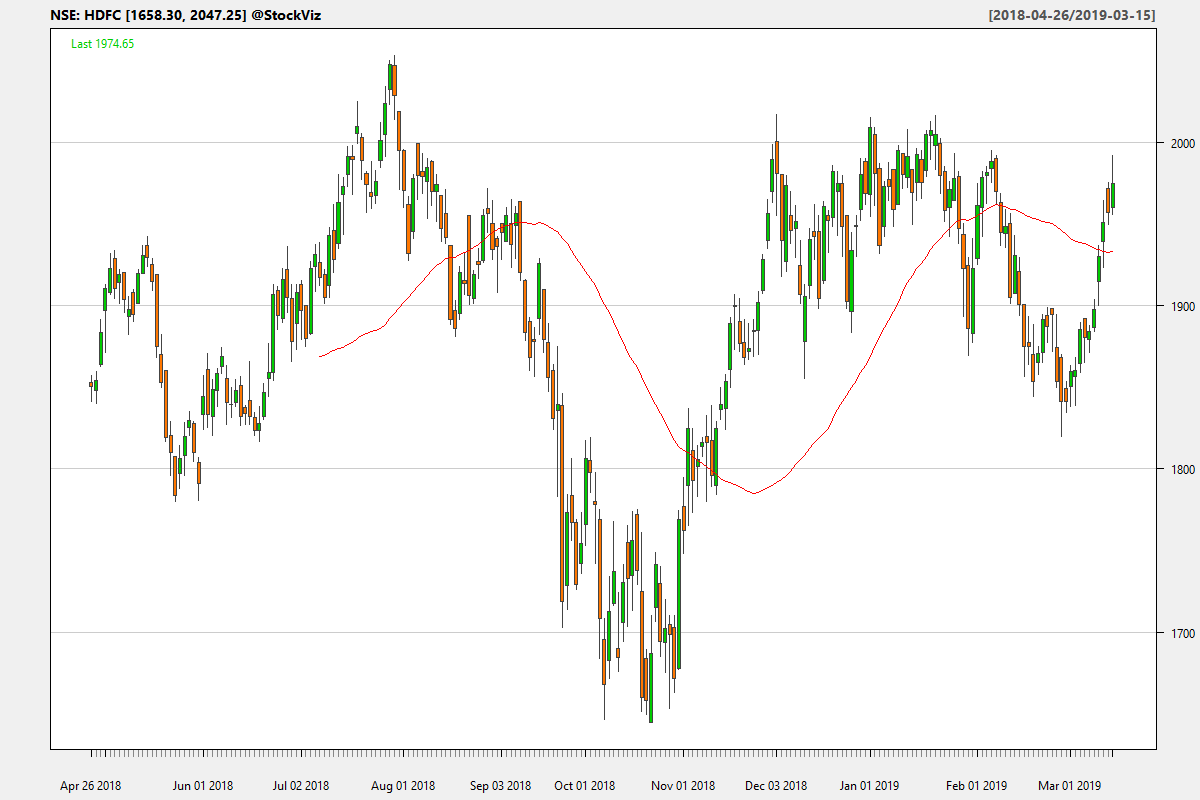 NSE: HDFC [1658.30, 2047.25] @StockViz
[2018-04-26/2019-03-15]
Last 1974.65
2000
1900
1800
1700
Apr 26 2018 Jun 01 2018 Jul 02 2018 Aug 01 2018 Sep 03 2018 Oct 01 2018 Nov 01 2018 Dec 03 2018 Jan 01 2019 Feb 01 2019 Mar 01 2019